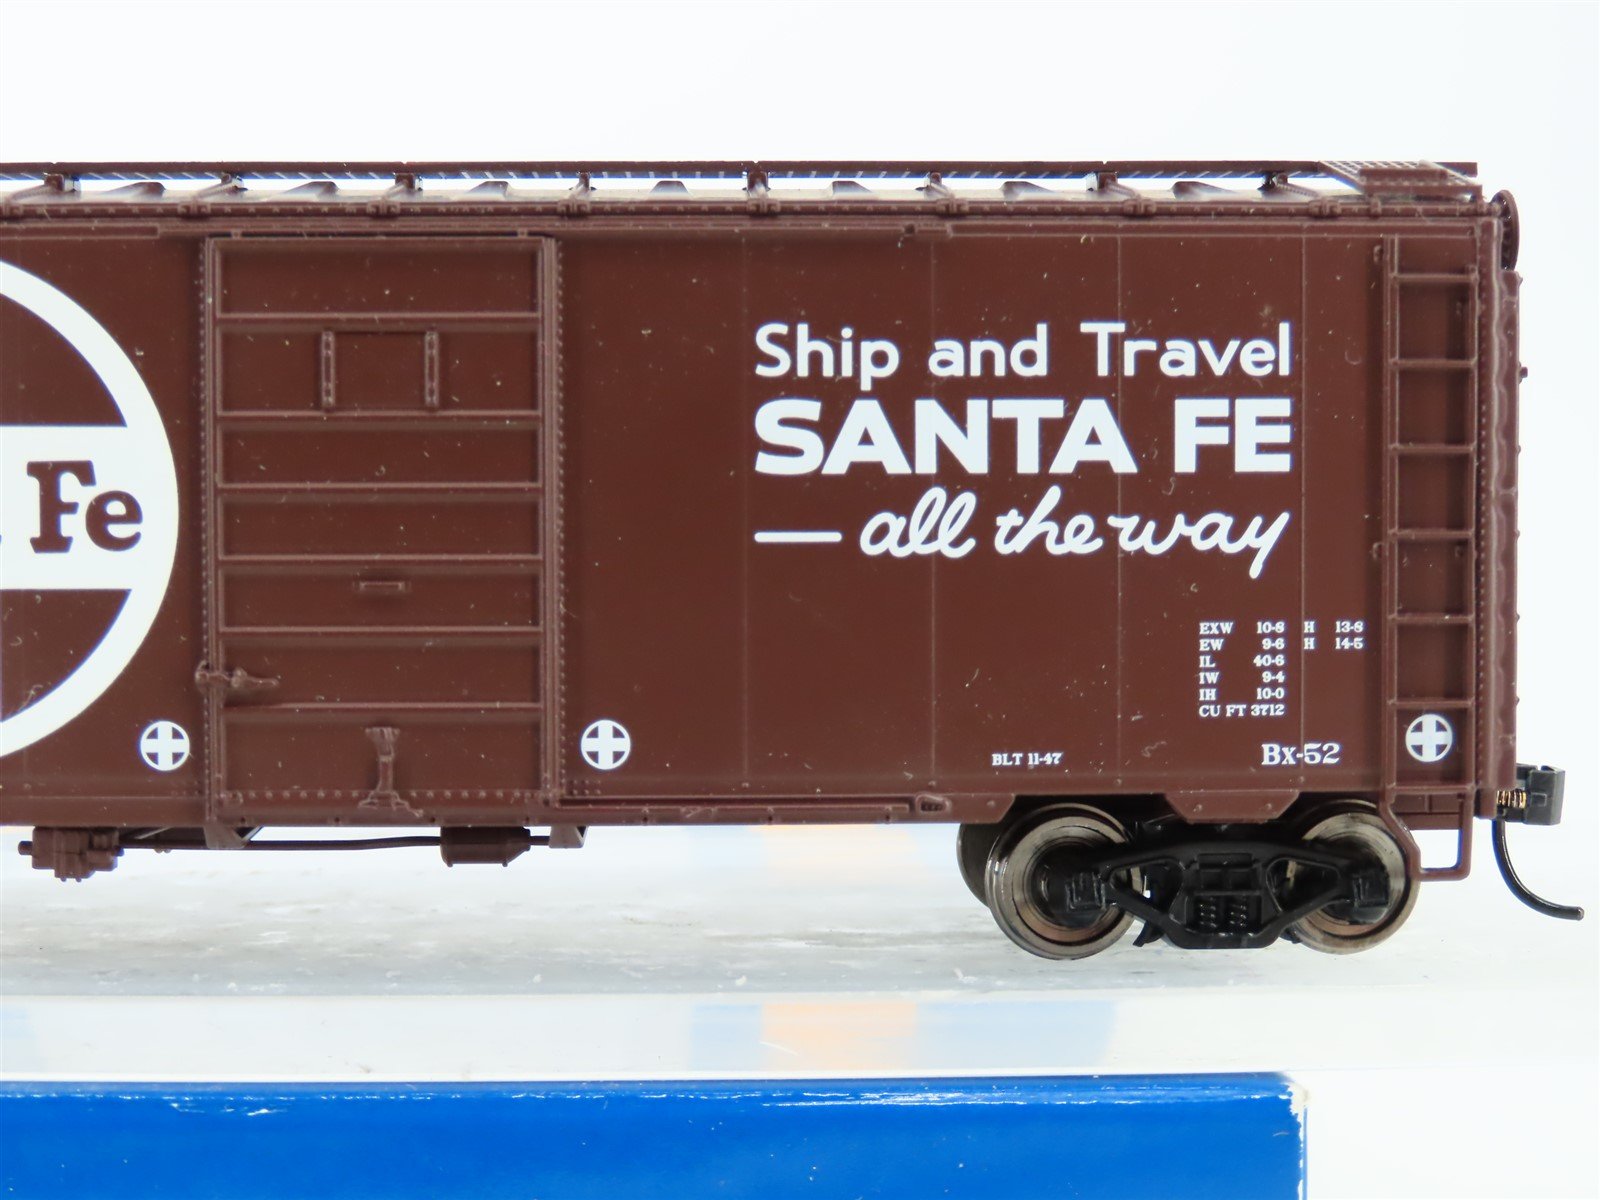 Fe
Ship and Travel
SANTA FE
— all the way
EXW 10-8 H 13-8
EW 9-6 H 14-5
IL 40-6
IW 9-4
IH 10-0
CU FT 3712
BLT 11-47
Bx-52